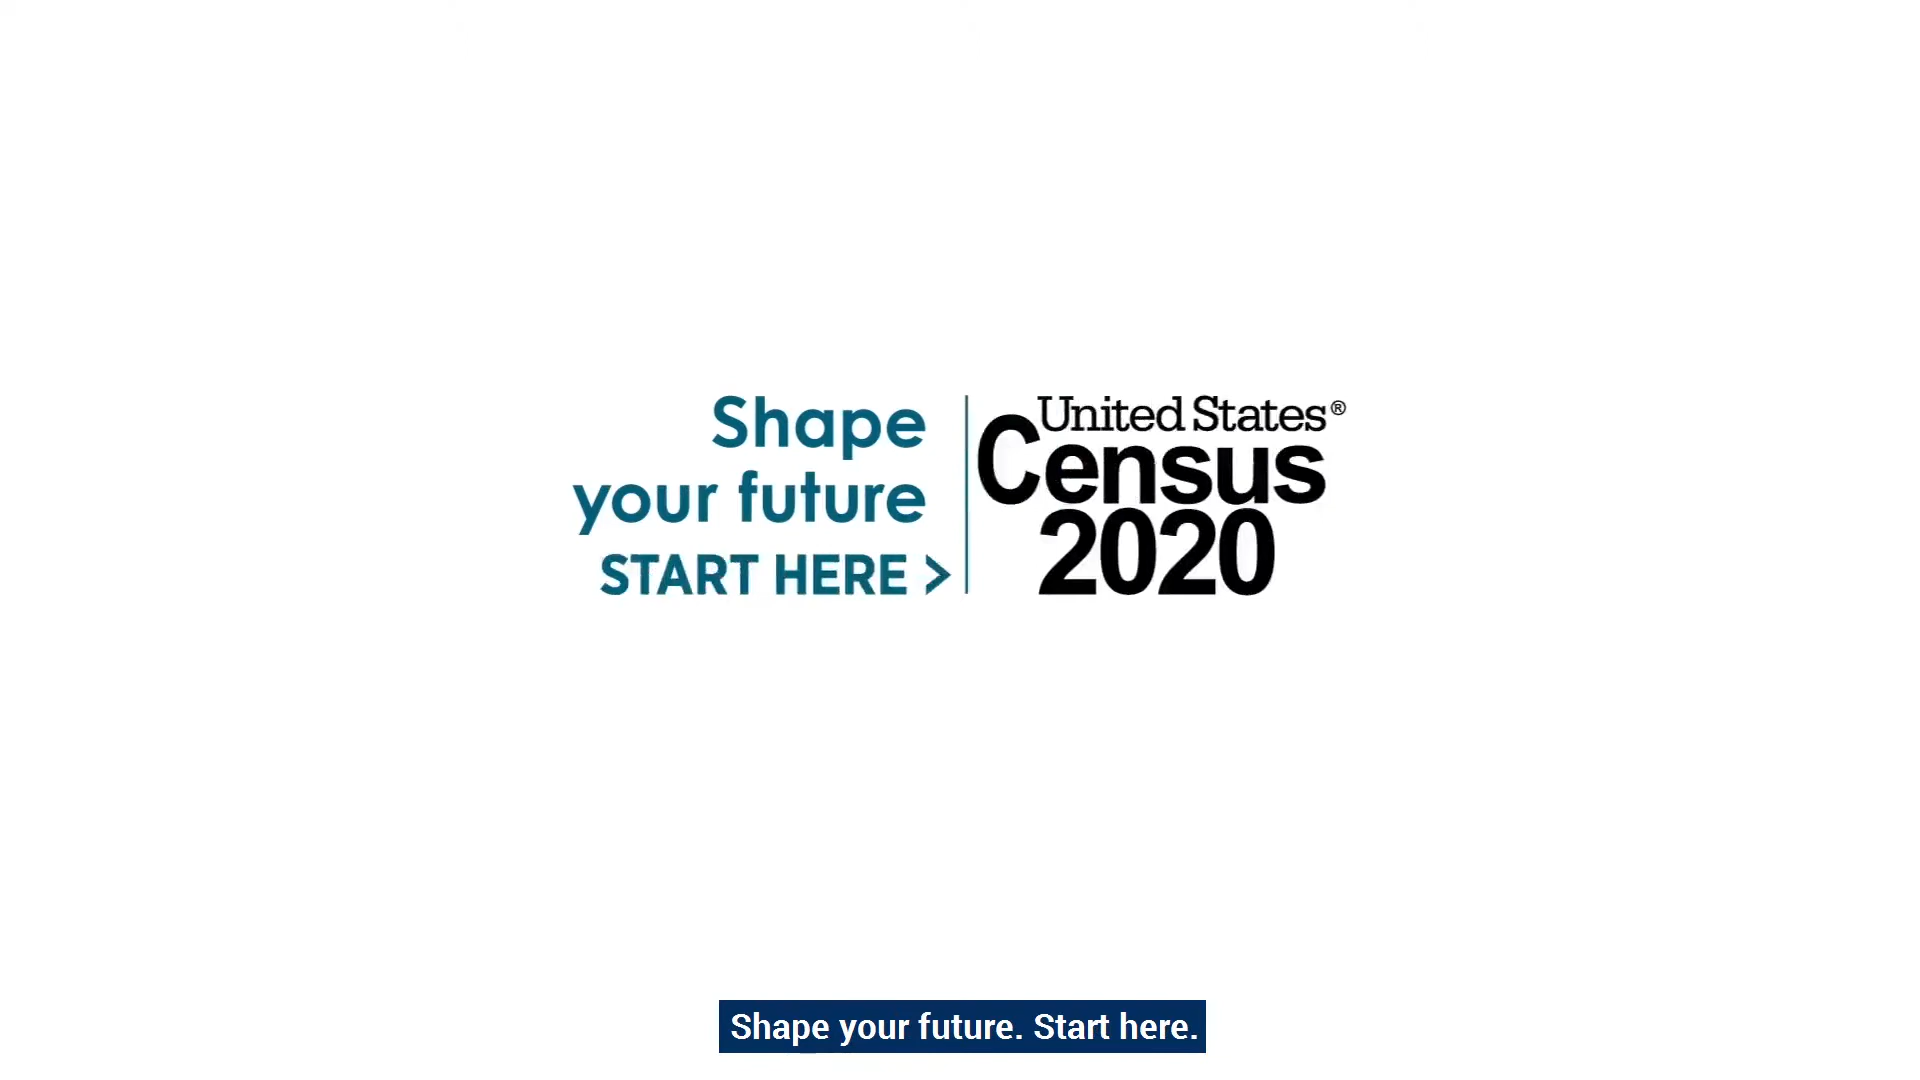 Shape
your future
START HERE >
United States®
Census
2020
Shape your future. Start here.